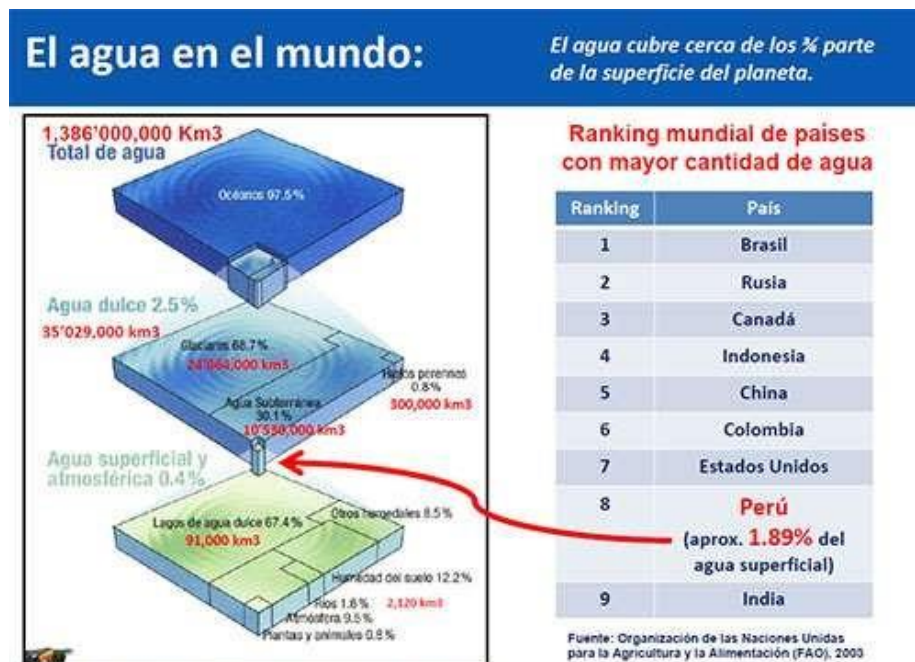 El agua en el mundo:
El agua cubre cerca de los ¾ parte
de la superficie del planeta.
1,386'000,000 Km3
Total de agua
Océanos 97.5%
Agua dulce 2.5%
35'029,000 km3
Glaciares 68.7%
24'064,000 km3
Hielos perennes
0.8%
300,000 km3
Agua Subterránea
30.1%
10'530,000 km3
Agua superficial y
atmosférica 0.4%
Lagos de agua dulce 67.4%
91,000 km3
Otros humedales 8.5%
Humedad del suelo 12.2%
Ríos 1.6% 2,120 km3
Atmósfera 9.5%
Plantas y animales 0.8%
Ranking mundial de países
con mayor cantidad de agua
Ranking País
1 Brasil
2 Rusia
3 Canadá
4 Indonesia
5 China
6 Colombia
7 Estados Unidos
8 Perú
(aprox. 1.89% del
agua superficial)
9 India
Fuente: Organización de las Naciones Unidas
para la Agricultura y la Alimentación (FAO), 2003